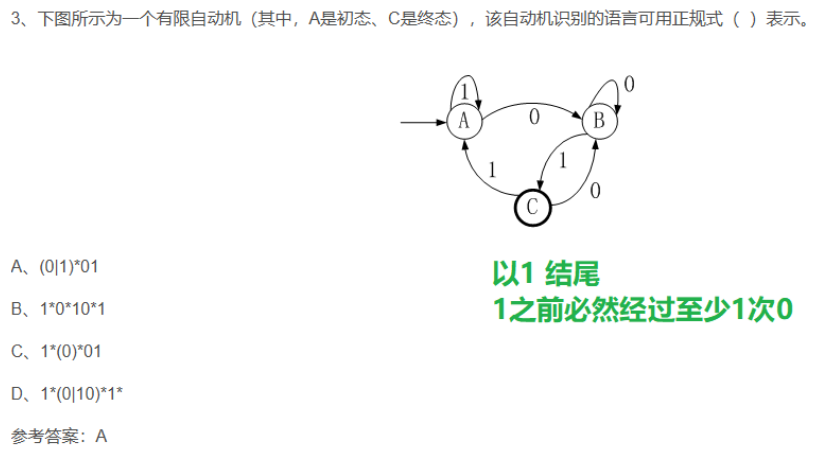 3、下图所示为一个有限自动机（其中，A是初态、C是终态），该自动机识别的语言可用正规式（ ）表示。
1
0
A
0
B
1
1
0
C
A、(0|1)*01
以1 结尾
B、1*0*10*1
1之前必然经过至少1次0
C、1*(0)*01
D、1*(0|10)*1*
参考答案：A